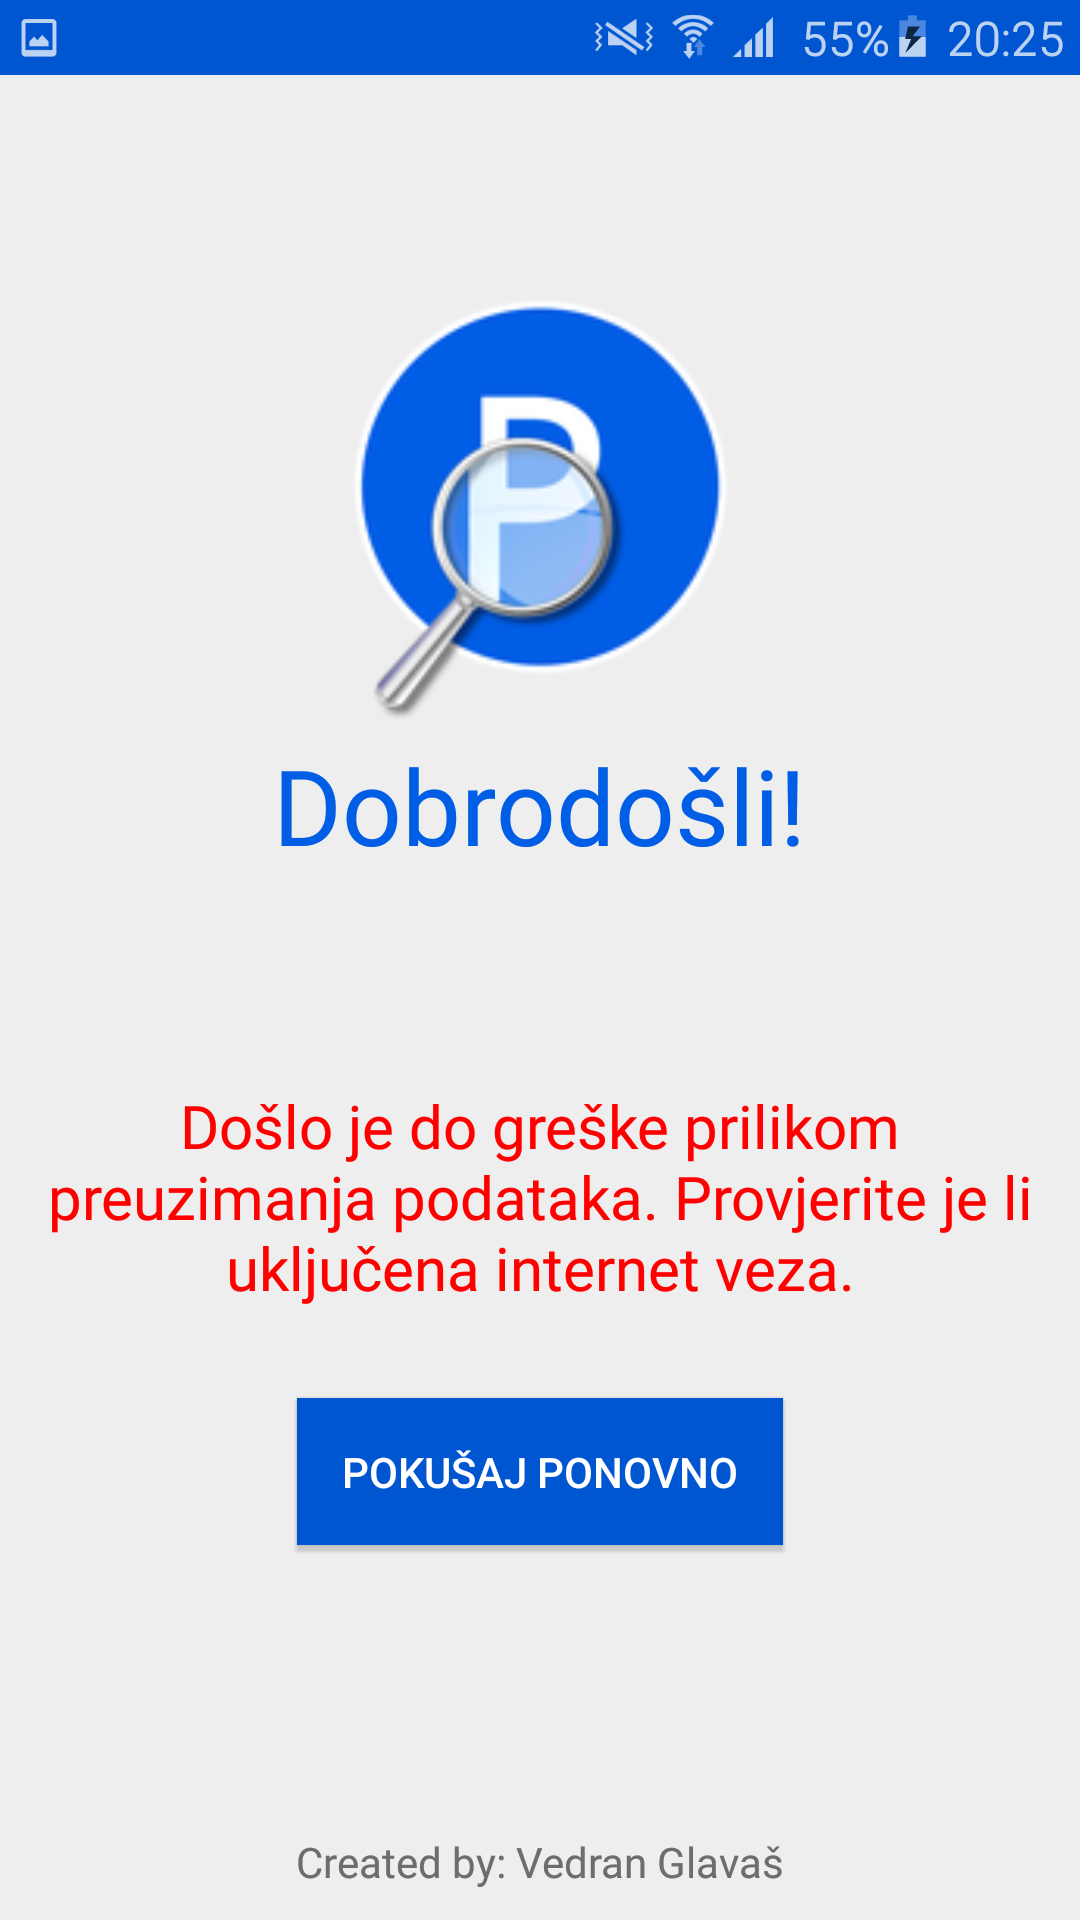 55% 20:25
P
Dobrodošli!
Došlo je do greške prilikom
preuzimanja podataka. Provjerite je li
uključena internet veza.
POKUŠAJ PONOVNO
Created by: Vedran Glavaš